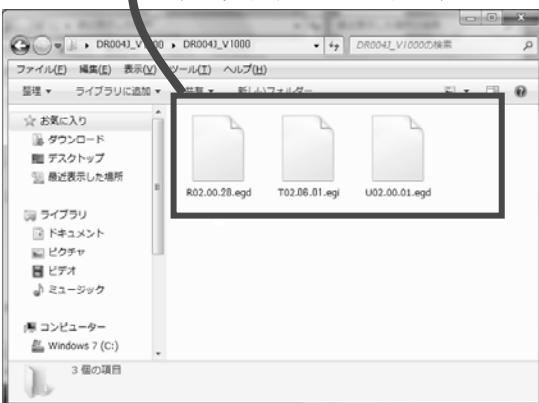 DR004J_V1000 ▸ DR004J_V1000
DR004J_V1000の検索
ファイル(F) 編集(E) 表示(V) ツール(T) ヘルプ(H)
整理 ライブラリに追加 共有 新しいフォルダー
お気に入り
ダウンロード
デスクトップ
最近表示した場所
R02.00.28.egd T02.06.01.egi U02.00.01.egd
ライブラリ
ドキュメント
ピクチャ
ビデオ
ミュージック
コンピューター
Windows 7 (C:)
3 個の項目